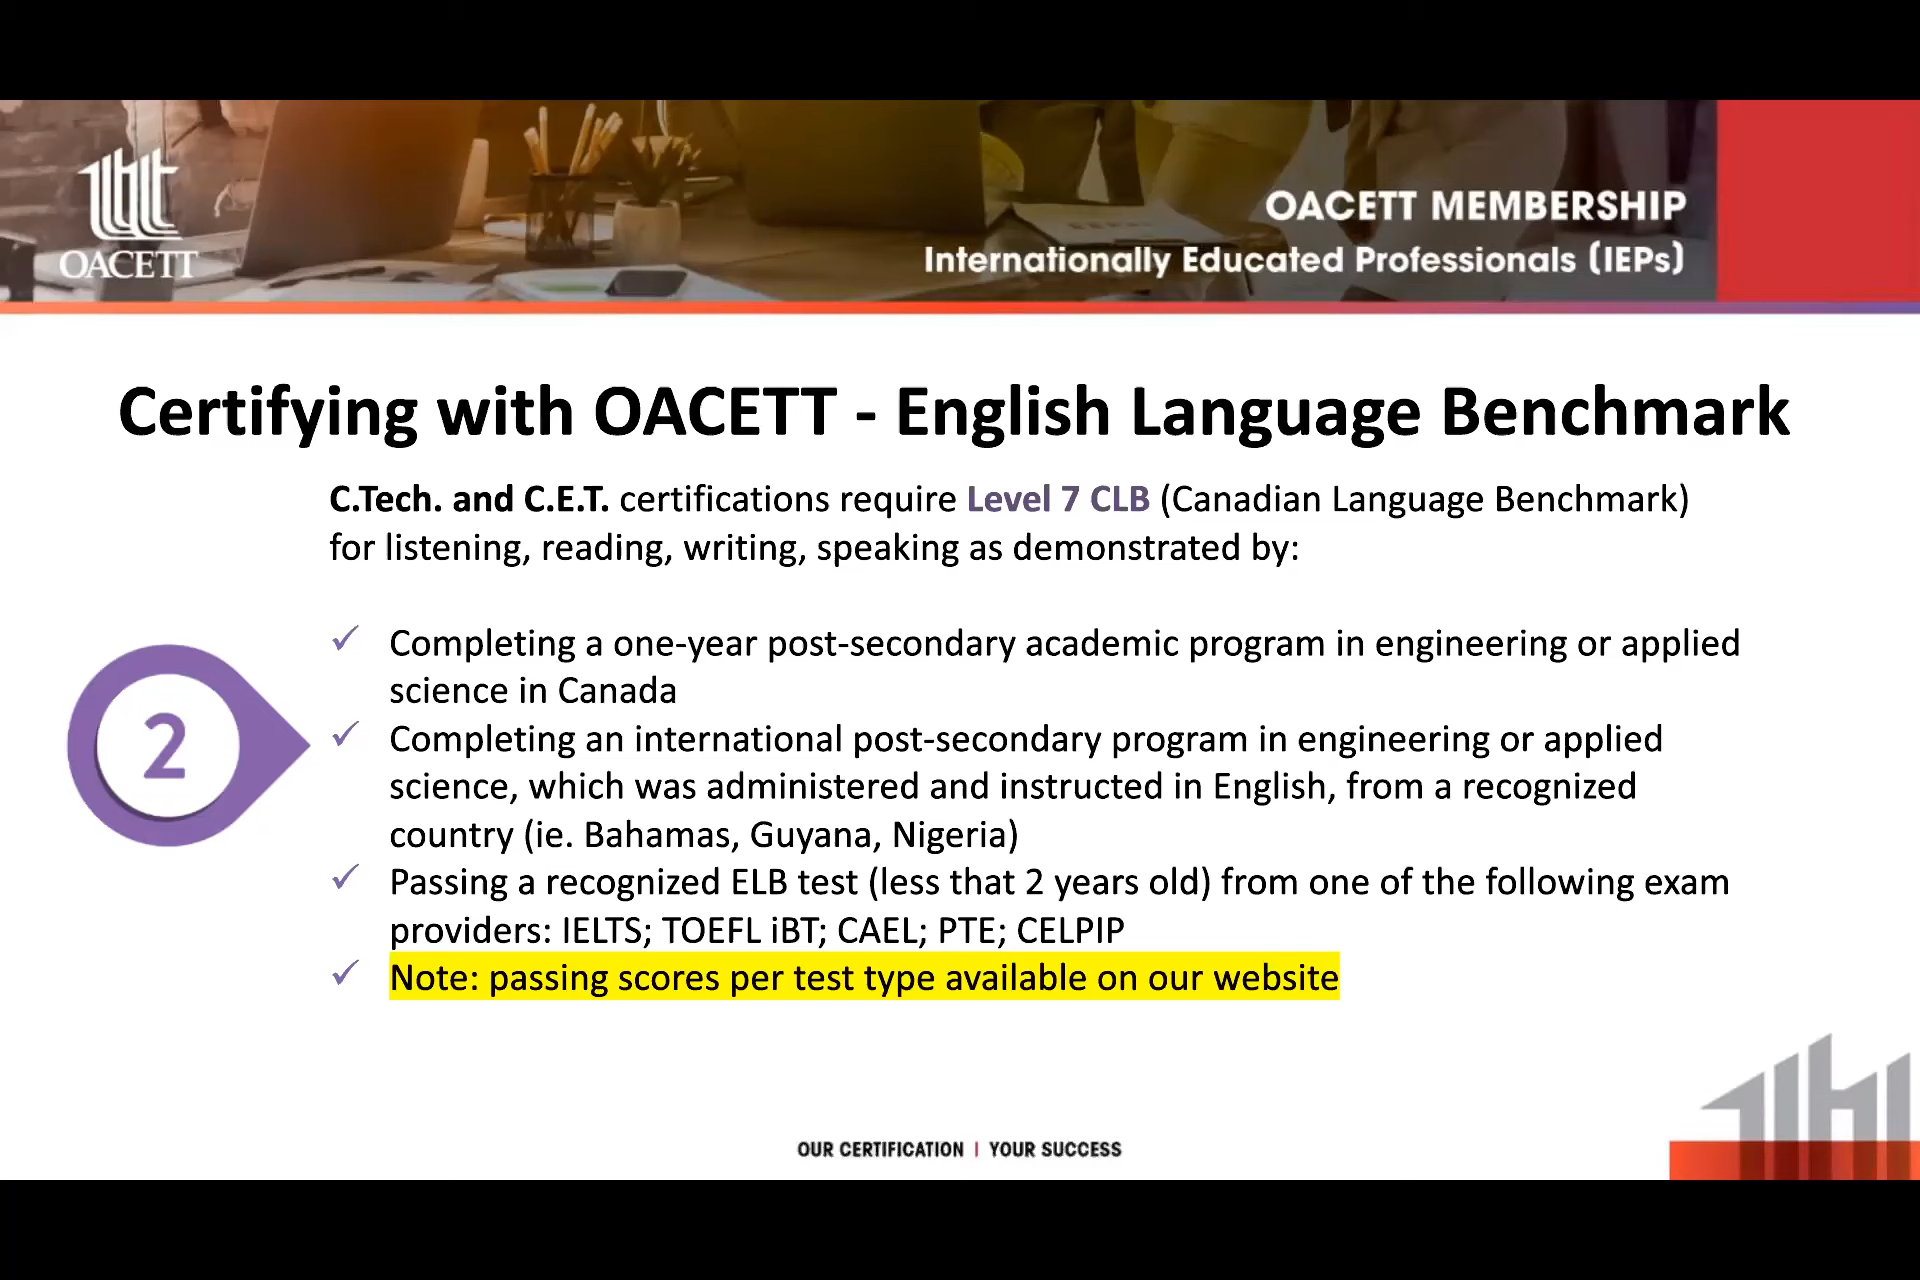 OACETT
OACETT MEMBERSHIP
Internationally Educated Professionals (IEPs)
Certifying with OACETT - English Language Benchmark
C.Tech. and C.E.T. certifications require Level 7 CLB (Canadian Language Benchmark)
for listening, reading, writing, speaking as demonstrated by:
2
✓ Completing a one-year post-secondary academic program in engineering or applied
science in Canada
✓ Completing an international post-secondary program in engineering or applied
science, which was administered and instructed in English, from a recognized
country (ie. Bahamas, Guyana, Nigeria)
✓ Passing a recognized ELB test (less that 2 years old) from one of the following exam
providers: IELTS; TOEFL iBT; CAEL; PTE; CELPIP
✓ Note: passing scores per test type available on our website
OUR CERTIFICATION | YOUR SUCCESS